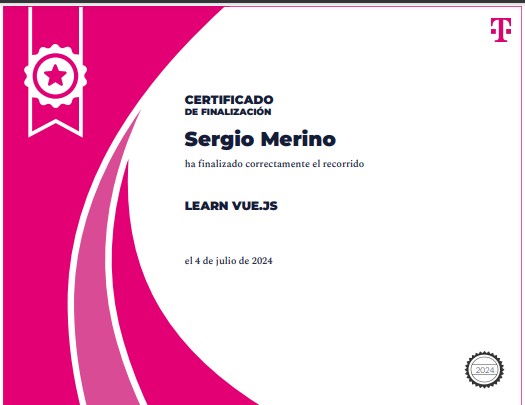 T
CERTIFICADO
DE FINALIZACIÓN
Sergio Merino
ha finalizado correctamente el recorrido
LEARN VUE.JS
el 4 de julio de 2024
2024